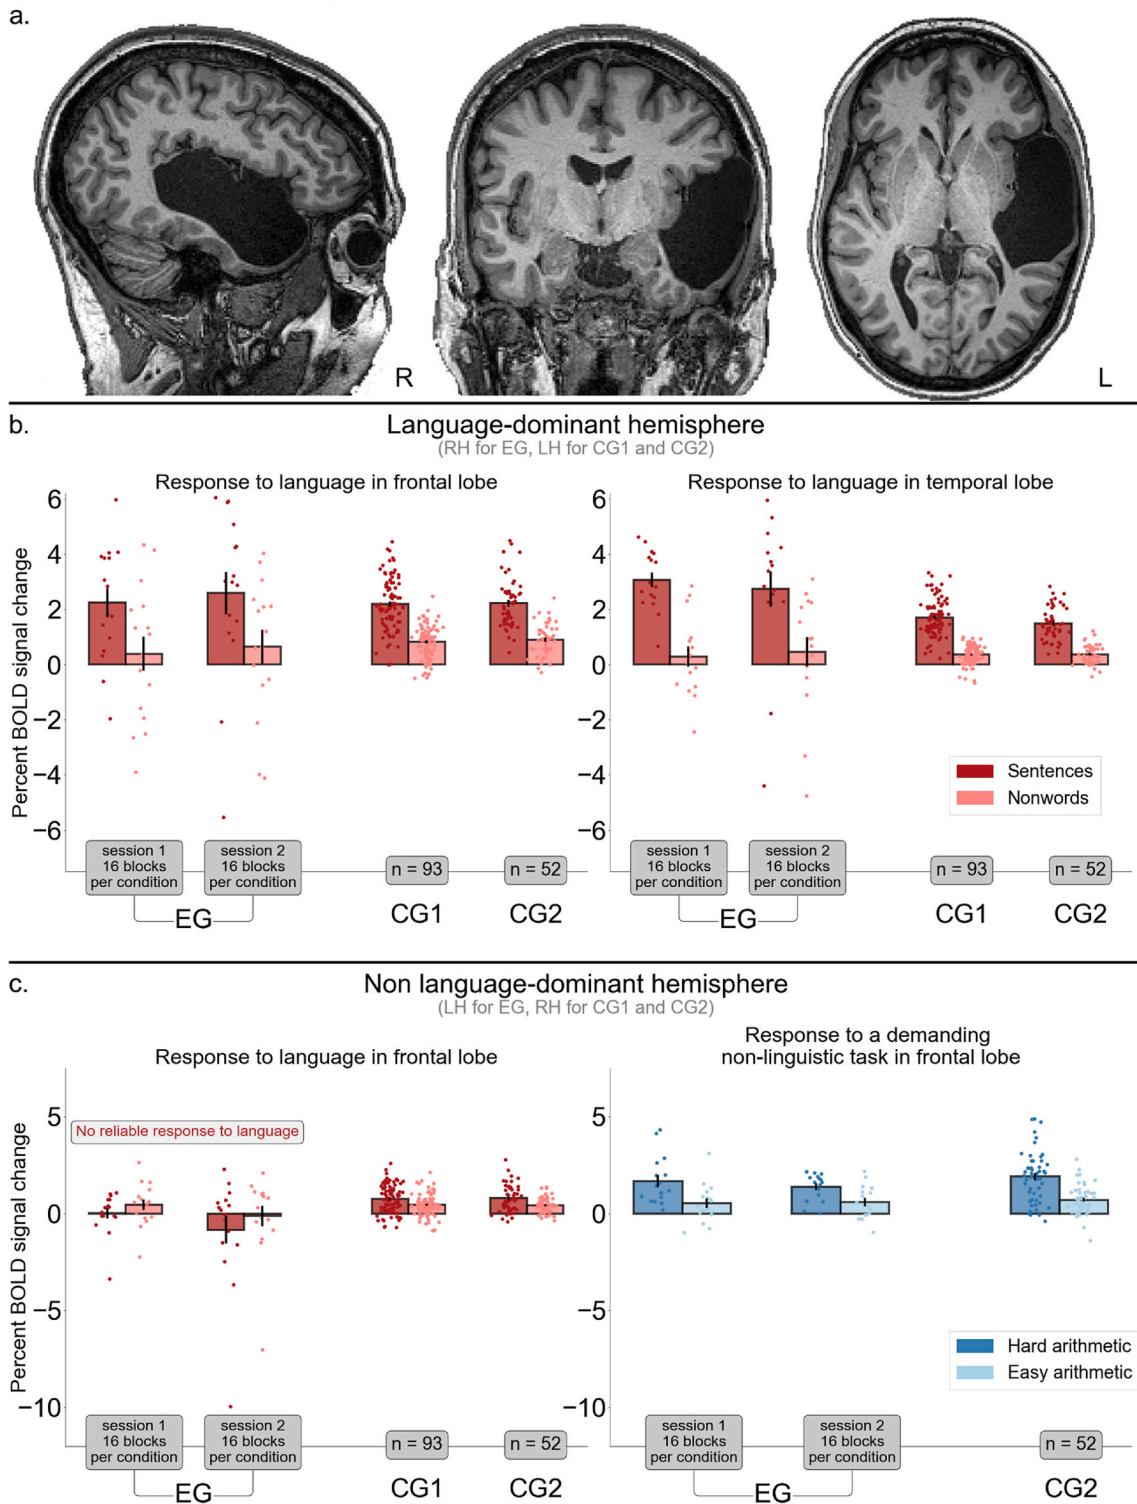 a.
R
L
b.
Language-dominant hemisphere
(RH for EG, LH for CG1 and CG2)
Response to language in frontal lobe
Response to language in temporal lobe
Percent BOLD signal change
6
4
2
0
−2
−4
−6
6
4
2
0
−2
−4
−6
Sentences
Nonwords
session 1
16 blocks
per condition
session 2
16 blocks
per condition
n = 93
n = 52
EG
CG1
CG2
session 1
16 blocks
per condition
session 2
16 blocks
per condition
n = 93
n = 52
EG
CG1
CG2
c.
Non language-dominant hemisphere
(LH for EG, RH for CG1 and CG2)
Response to language in frontal lobe
Response to a demanding
non-linguistic task in frontal lobe
Percent BOLD signal change
5
0
−5
−10
No reliable response to language
5
0
−5
−10
Hard arithmetic
Easy arithmetic
session 1
16 blocks
per condition
session 2
16 blocks
per condition
n = 93
n = 52
EG
CG1
CG2
session 1
16 blocks
per condition
session 2
16 blocks
per condition
n = 52
EG
CG2